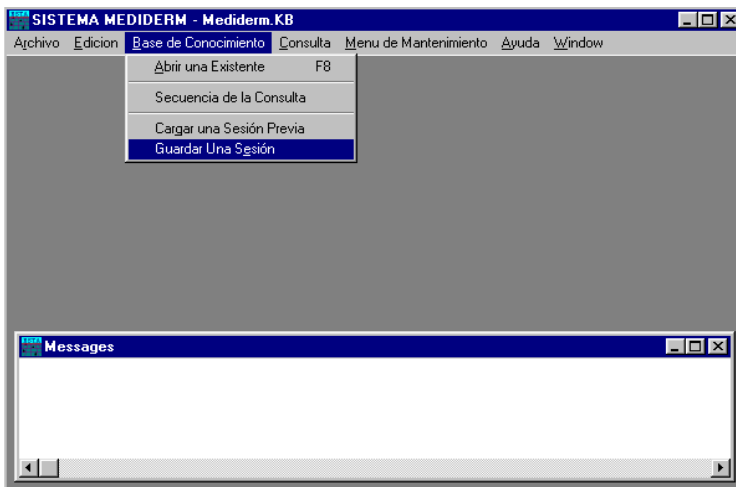 SISTEMA MEDIDERM - Mediderm.KB
Archivo Edicion Base de Conocimiento Consulta Menu de Mantenimiento Ayuda Window
Abrir una Existente F8
Secuencia de la Consulta
Cargar una Sesión Previa
Guardar Una Sesión
Messages